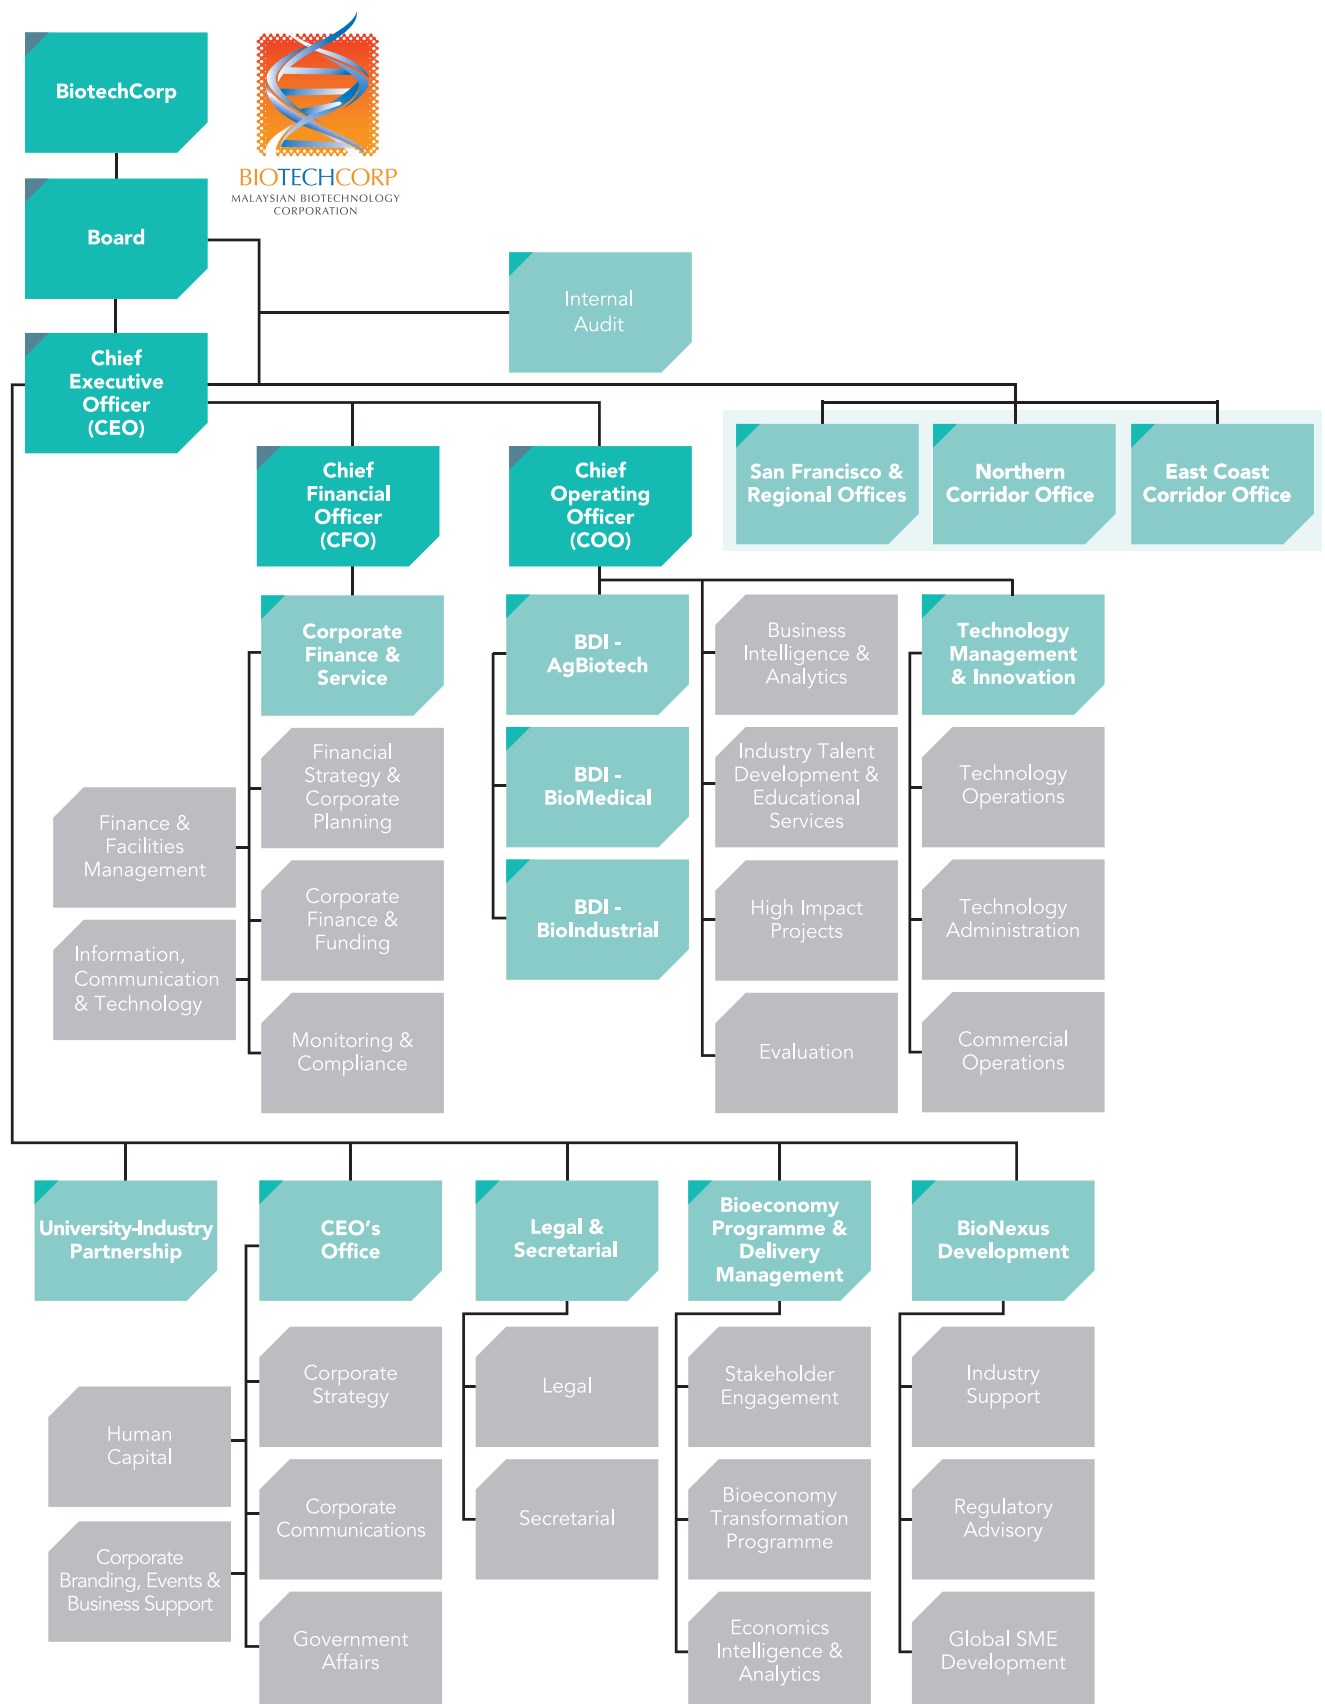 BiotechCorp
BIOTECHCORP
MALAYSIAN BIOTECHNOLOGY
CORPORATION
Board
Internal
Audit
Chief
Executive
Officer
(CEO)
Chief
Financial
Officer
(CFO)
Chief
Operating
Officer
(COO)
San Francisco &
Regional Offices
Northern
Corridor Office
East Coast
Corridor Office
Corporate
Finance &
Service
Financial
Strategy &
Corporate
Planning
Finance &
Facilities
Management
Corporate
Finance &
Funding
Information,
Communication
& Technology
Monitoring &
Compliance
BDI -
AgBiotech
BDI -
BioMedical
BDI -
BioIndustrial
Business
Intelligence &
Analytics
Industry Talent
Development &
Educational
Services
High Impact
Projects
Evaluation
Technology
Management
& Innovation
Technology
Operations
Technology
Administration
Commercial
Operations
University-Industry
Partnership
CEO's
Office
Corporate
Strategy
Human
Capital
Corporate
Communications
Corporate
Branding, Events &
Business Support
Government
Affairs
Legal &
Secretarial
Legal
Secretarial
Bioeconomy
Programme &
Delivery
Management
Stakeholder
Engagement
Bioeconomy
Transformation
Programme
Economics
Intelligence &
Analytics
BioNexus
Development
Industry
Support
Regulatory
Advisory
Global SME
Development